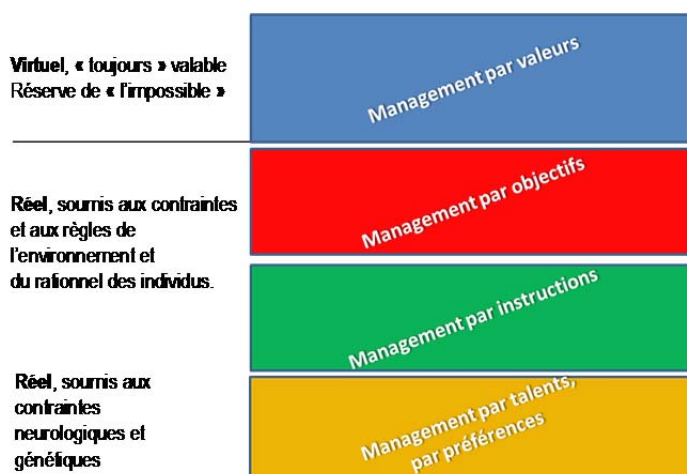 Virtuel, « toujours » valable
Réserve de « l'impossible »
Management par valeurs
Réel, soumis aux contraintes
et aux règles de
l'environnement et
du rationnel des individus.
Management par objectifs
Management par instructions
Réel, soumis aux
contraintes
neurologiques et
génétiques
Management par talents,
par préférences